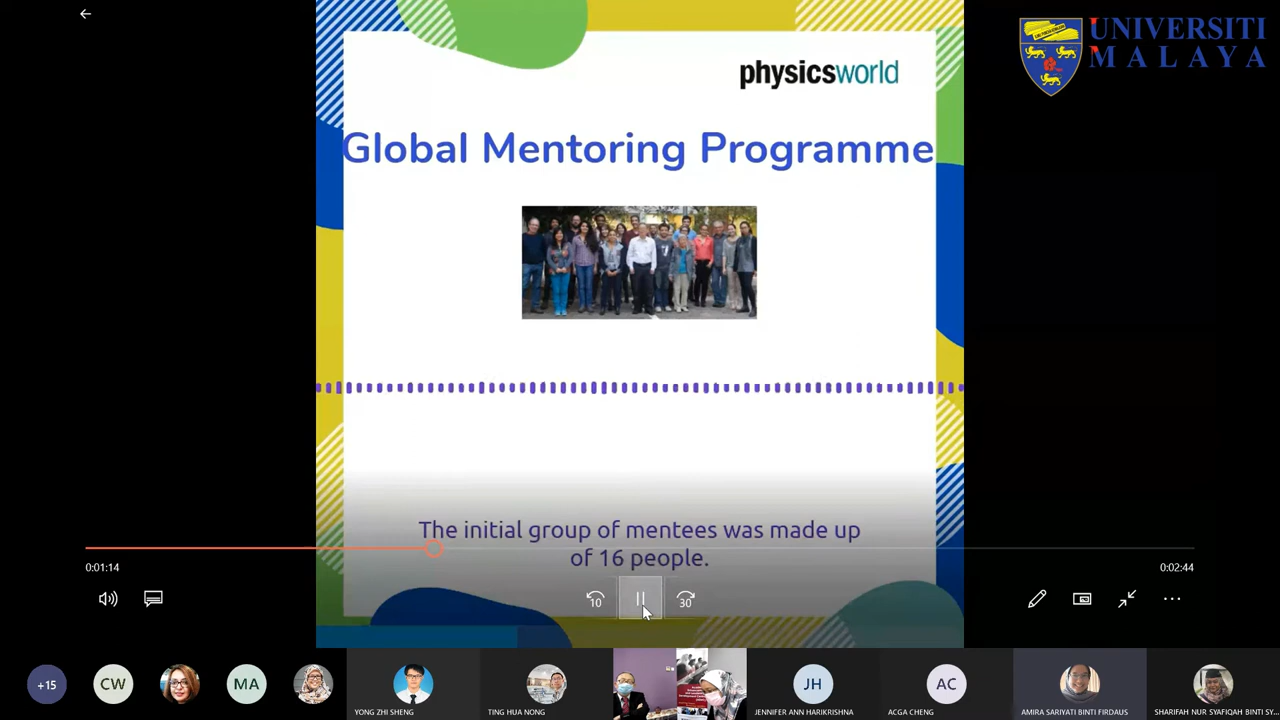 UNIVERSITI
MALAYA
physicsworld
Global Mentoring Programme
The initial group of mentees was made up
of 16 people.
0:01:14
0:02:44
10
30
+15
CW
MA
JH
AC
YONG ZHI SHENG
TING HUA NONG
JENNIFER ANN HARIKRISHNA
ACGA CHENG
AMIRA SARIYATI BINTI FIRDAUS
SHARIFAH NUR SYAFIQAH BINTI SY...